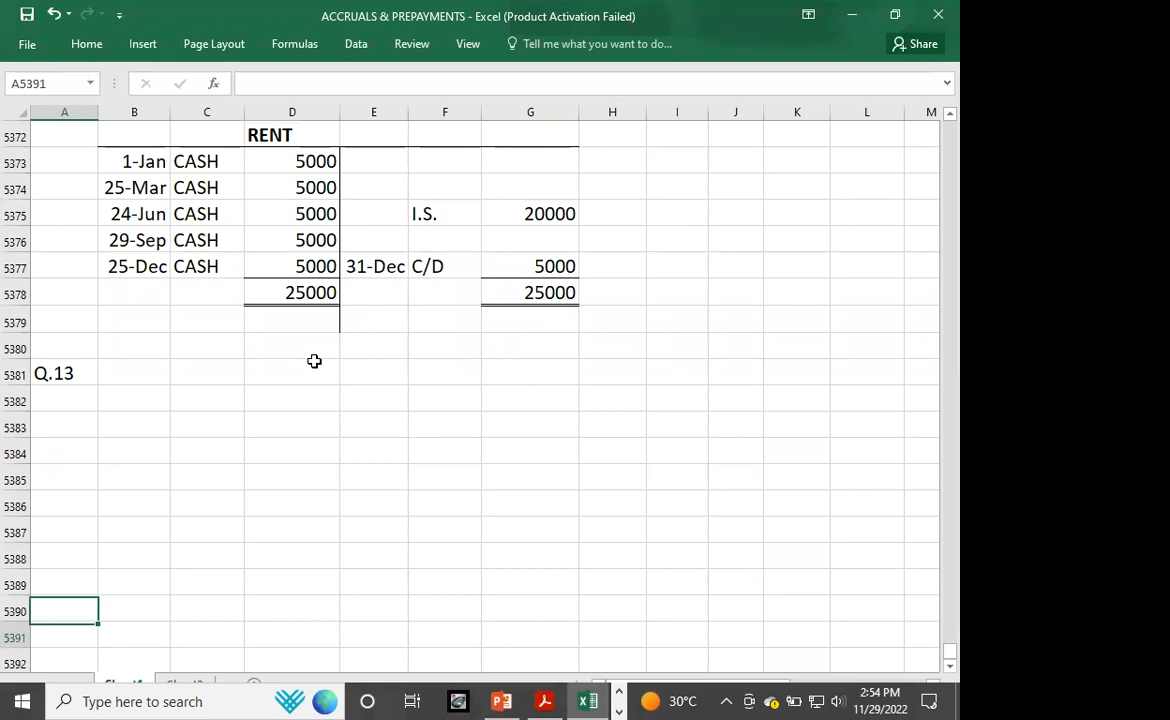 ACCRUALS & PREPAYMENTS - Excel (Product Activation Failed)
File Home Insert Page Layout Formulas Data Review View Tell me what you want to do... Share
A5391 fx
A B C D E F G H I J K L M
5372 RENT
5373 1-Jan CASH 5000
5374 25-Mar CASH 5000
5375 24-Jun CASH 5000 I.S. 20000
5376 29-Sep CASH 5000
5377 25-Dec CASH 5000 31-Dec C/D 5000
5378 25000 25000
5379
5380
5381 Q.13
5382
5383
5384
5385
5386
5387
5388
5389
5390
5391
5392
Type here to search 30°C 2:54 PM
11/29/2022